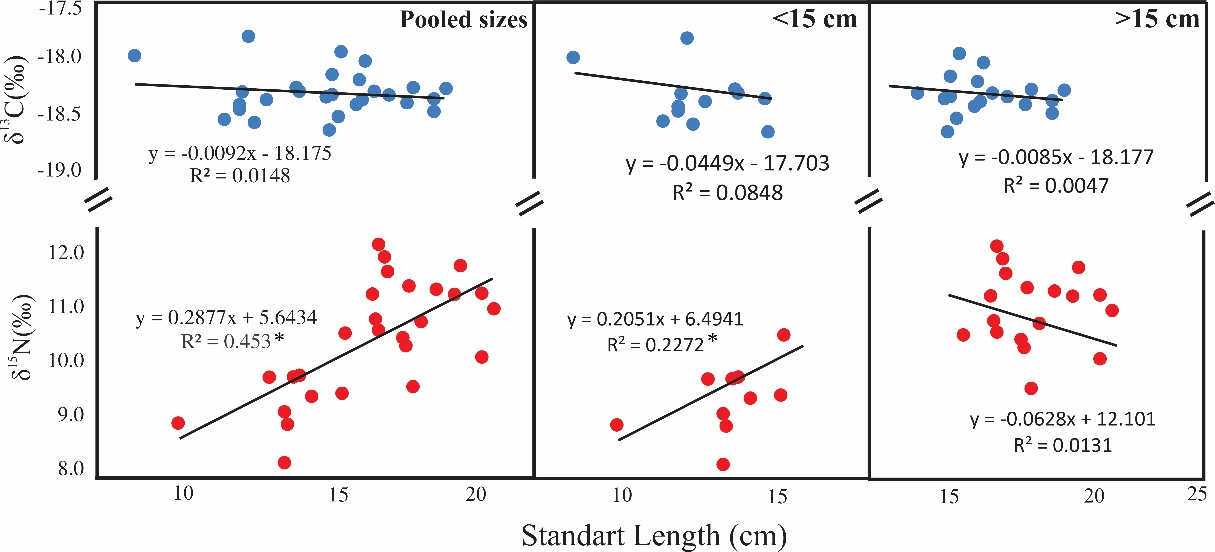 Pooled sizes
<15 cm
>15 cm
-17.5
-18.0
-18.5
-19.0
δ¹³C(‰)
y = -0.0092x - 18.175
R² = 0.0148
y = -0.0449x - 17.703
R² = 0.0848
y = -0.0085x - 18.177
R² = 0.0047
12.0
11.0
10.0
9.0
8.0
δ¹⁵N(‰)
y = 0.2877x + 5.6434
R² = 0.453*
y = 0.2051x + 6.4941
R² = 0.2272*
y = -0.0628x + 12.101
R² = 0.0131
10 15 20 10 15 15 20 25
Standart Length (cm)